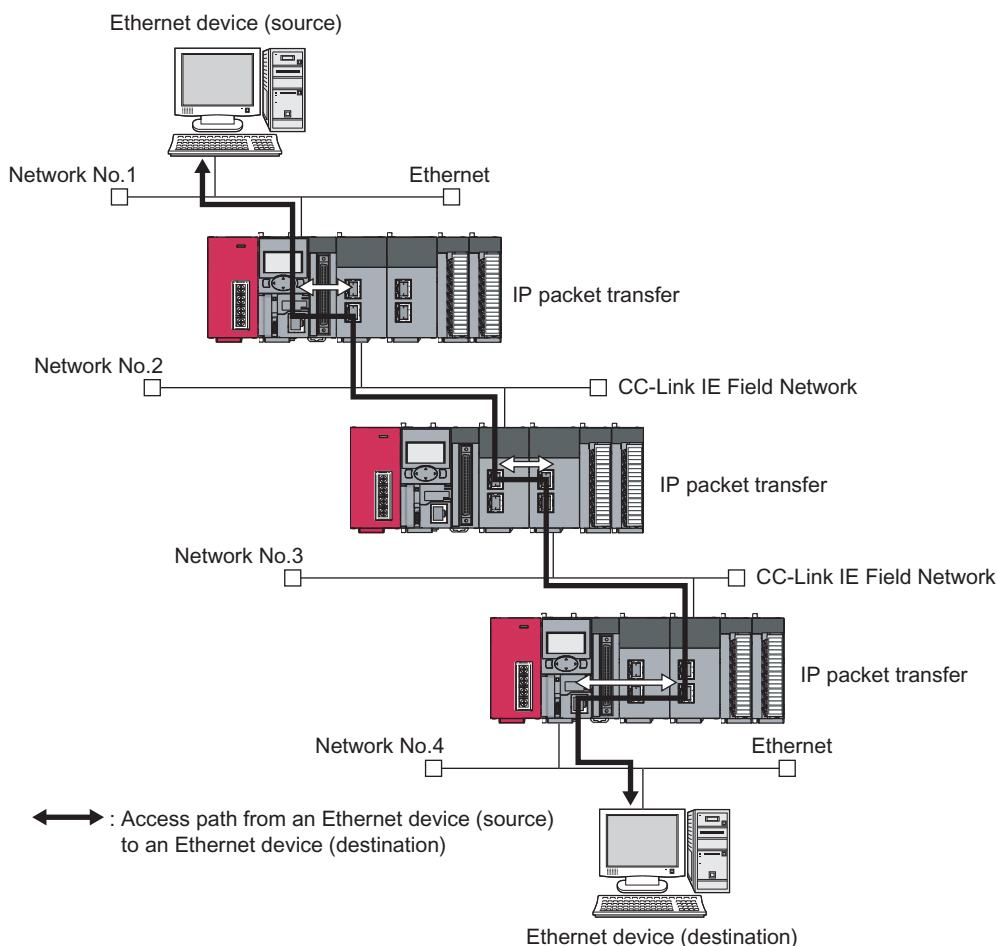 Ethernet device (source)
Network No.1
Ethernet
IP packet transfer
Network No.2
CC-Link IE Field Network
IP packet transfer
Network No.3
CC-Link IE Field Network
IP packet transfer
Network No.4
Ethernet
: Access path from an Ethernet device (source)
to an Ethernet device (destination)
Ethernet device (destination)